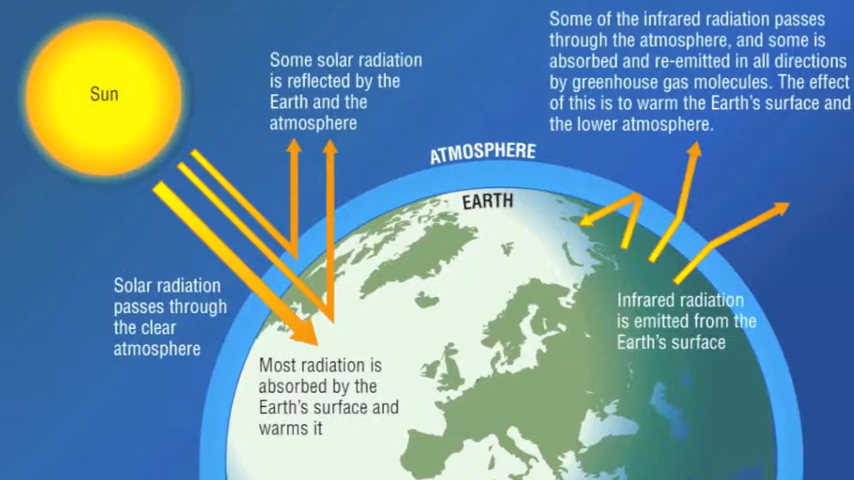 Sun
Some solar radiation
is reflected by the
Earth and the
atmosphere
Some of the infrared radiation passes
through the atmosphere, and some is
absorbed and re-emitted in all directions
by greenhouse gas molecules. The effect
of this is to warm the Earth's surface and
the lower atmosphere.
ATMOSPHERE
EARTH
Solar radiation
passes through
the clear
atmosphere
Most radiation is
absorbed by the
Earth's surface and
warms it
Infrared radiation
is emitted from the
Earth's surface